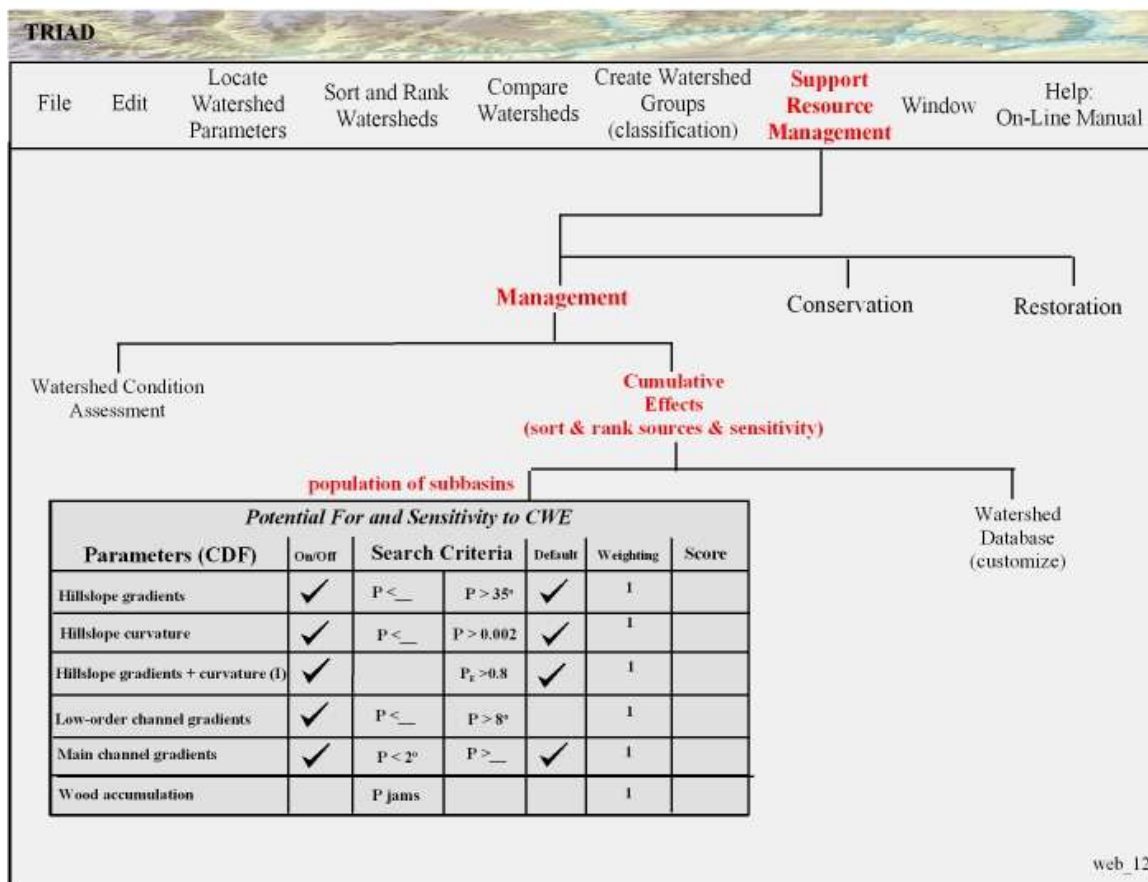 TRIAD
File
Edit
Locate
Watershed
Parameters
Sort and Rank
Watersheds
Compare
Watersheds
Create Watershed
Groups
(classification)
Support
Resource
Management
Window
Help:
On-Line Manual
Management
Conservation
Restoration
Watershed Condition
Assessment
Cumulative
Effects
(sort & rank sources & sensitivity)
population of subbasins
Watershed
Database
(customize)
Potential For and Sensitivity to CWE
Parameters (CDF) On/Off Search Criteria Default Weighting Score
Hillslope gradients ✓ P <__ P > 35° ✓ 1
Hillslope curvature ✓ P <__ P > 0.002 ✓ 1
Hillslope gradients + curvature (I) ✓ P_E >0.8 ✓ 1
Low-order channel gradients ✓ P <__ P > 8° 1
Main channel gradients ✓ P < 2° P >__ ✓ 1
Wood accumulation P jams 1
web_12